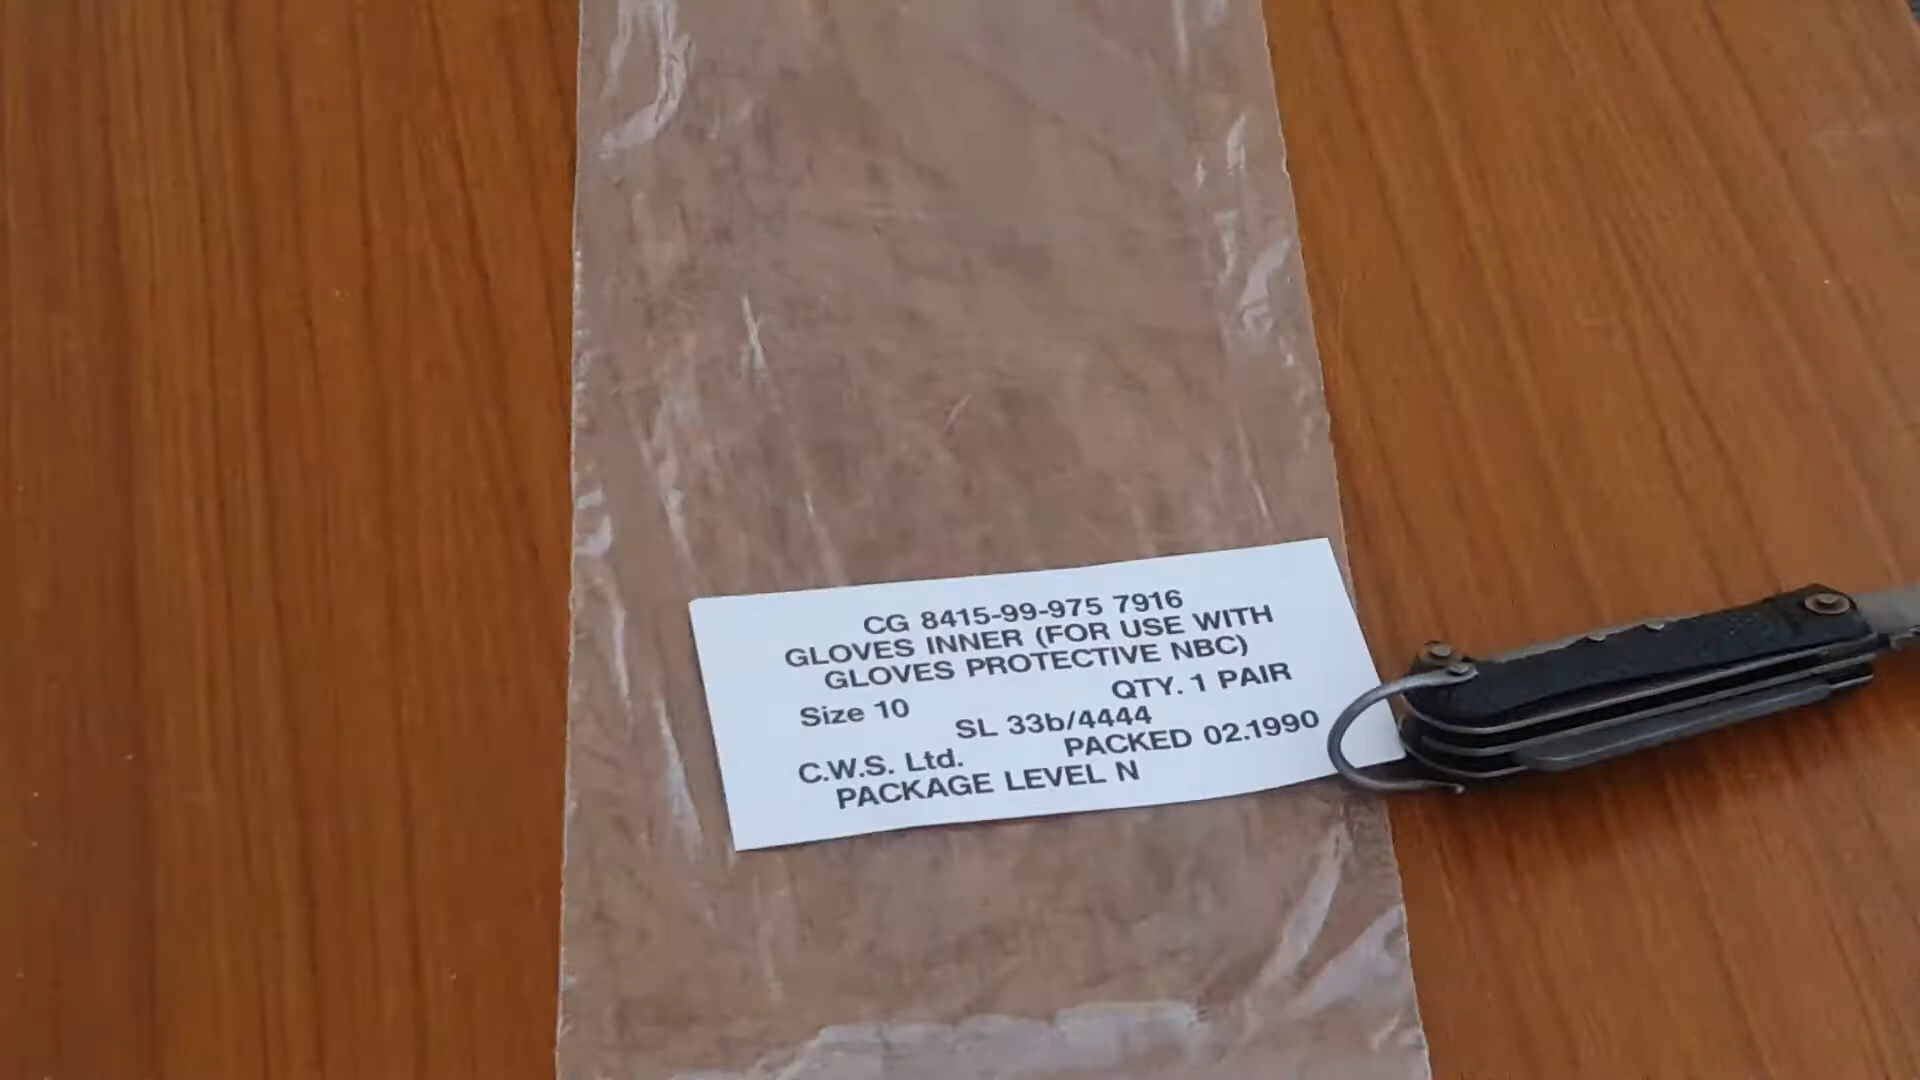 CG 8415-99-975 7916
GLOVES INNER (FOR USE WITH
GLOVES PROTECTIVE NBC)
Size 10 QTY. 1 PAIR
SL 33b/4444
C.W.S. Ltd. PACKED 02.1990
PACKAGE LEVEL N